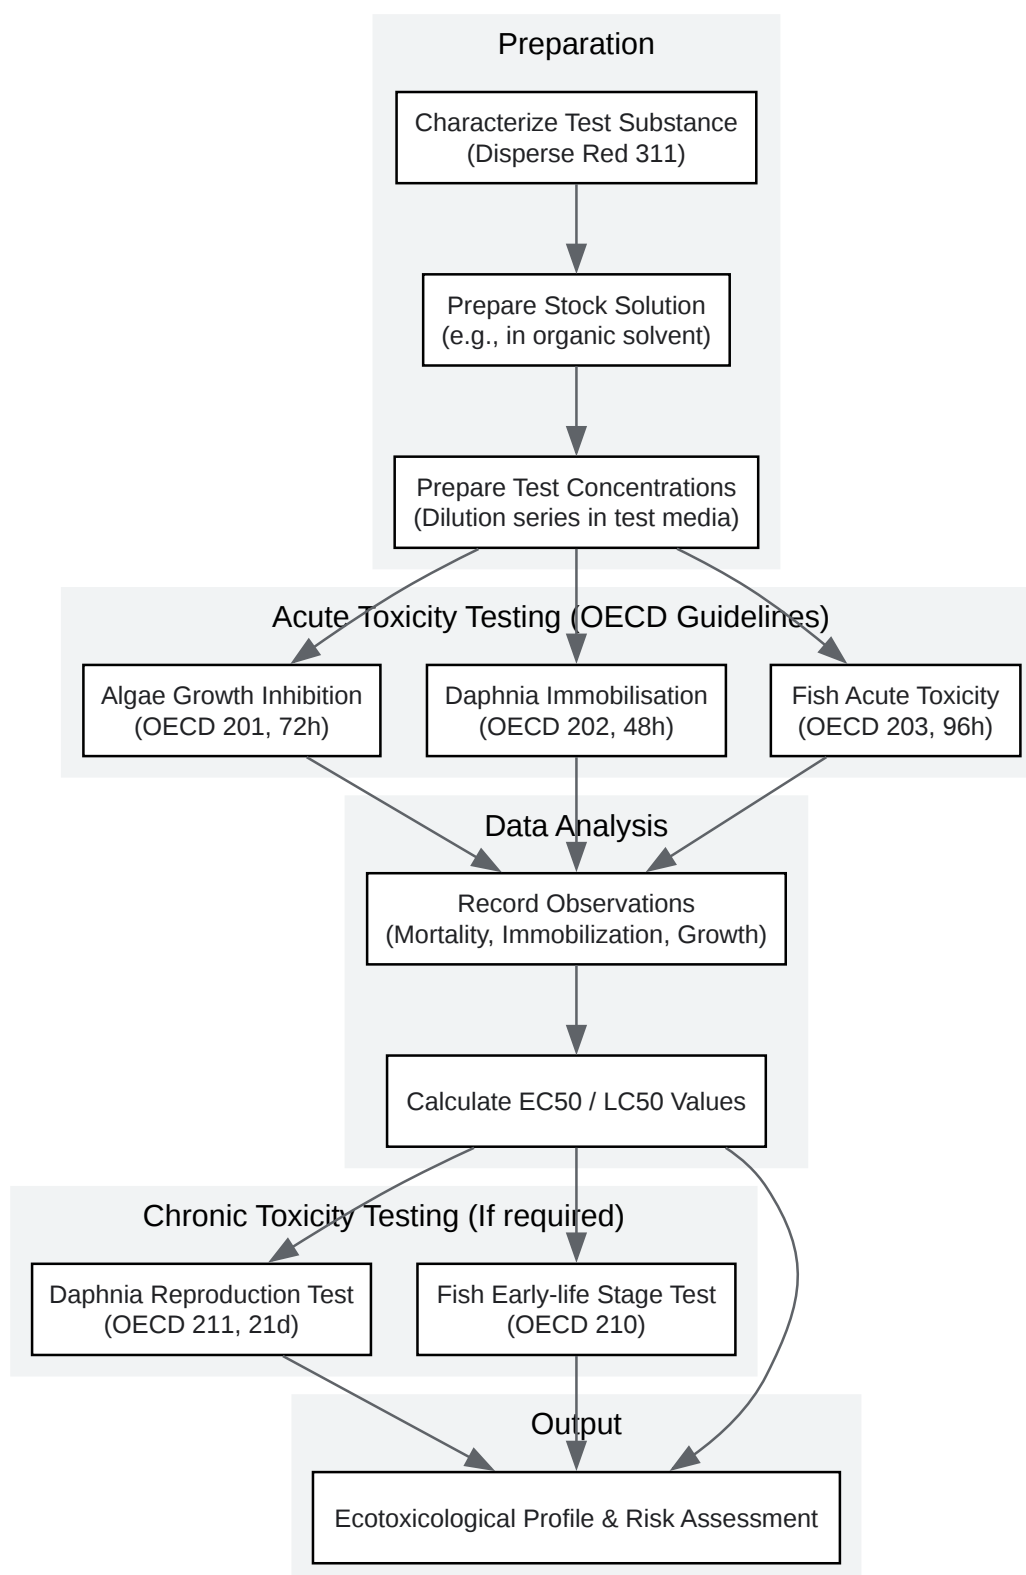 Preparation
Characterize Test Substance
(Disperse Red 311)
Prepare Stock Solution
(e.g., in organic solvent)
Prepare Test Concentrations
(Dilution series in test media)
Acute Toxicity Testing (OECD Guidelines)
Algae Growth Inhibition
(OECD 201, 72h)
Daphnia Immobilisation
(OECD 202, 48h)
Fish Acute Toxicity
(OECD 203, 96h)
Data Analysis
Record Observations
(Mortality, Immobilization, Growth)
Calculate EC50 / LC50 Values
Chronic Toxicity Testing (If required)
Daphnia Reproduction Test
(OECD 211, 21d)
Fish Early-life Stage Test
(OECD 210)
Output
Ecotoxicological Profile & Risk Assessment